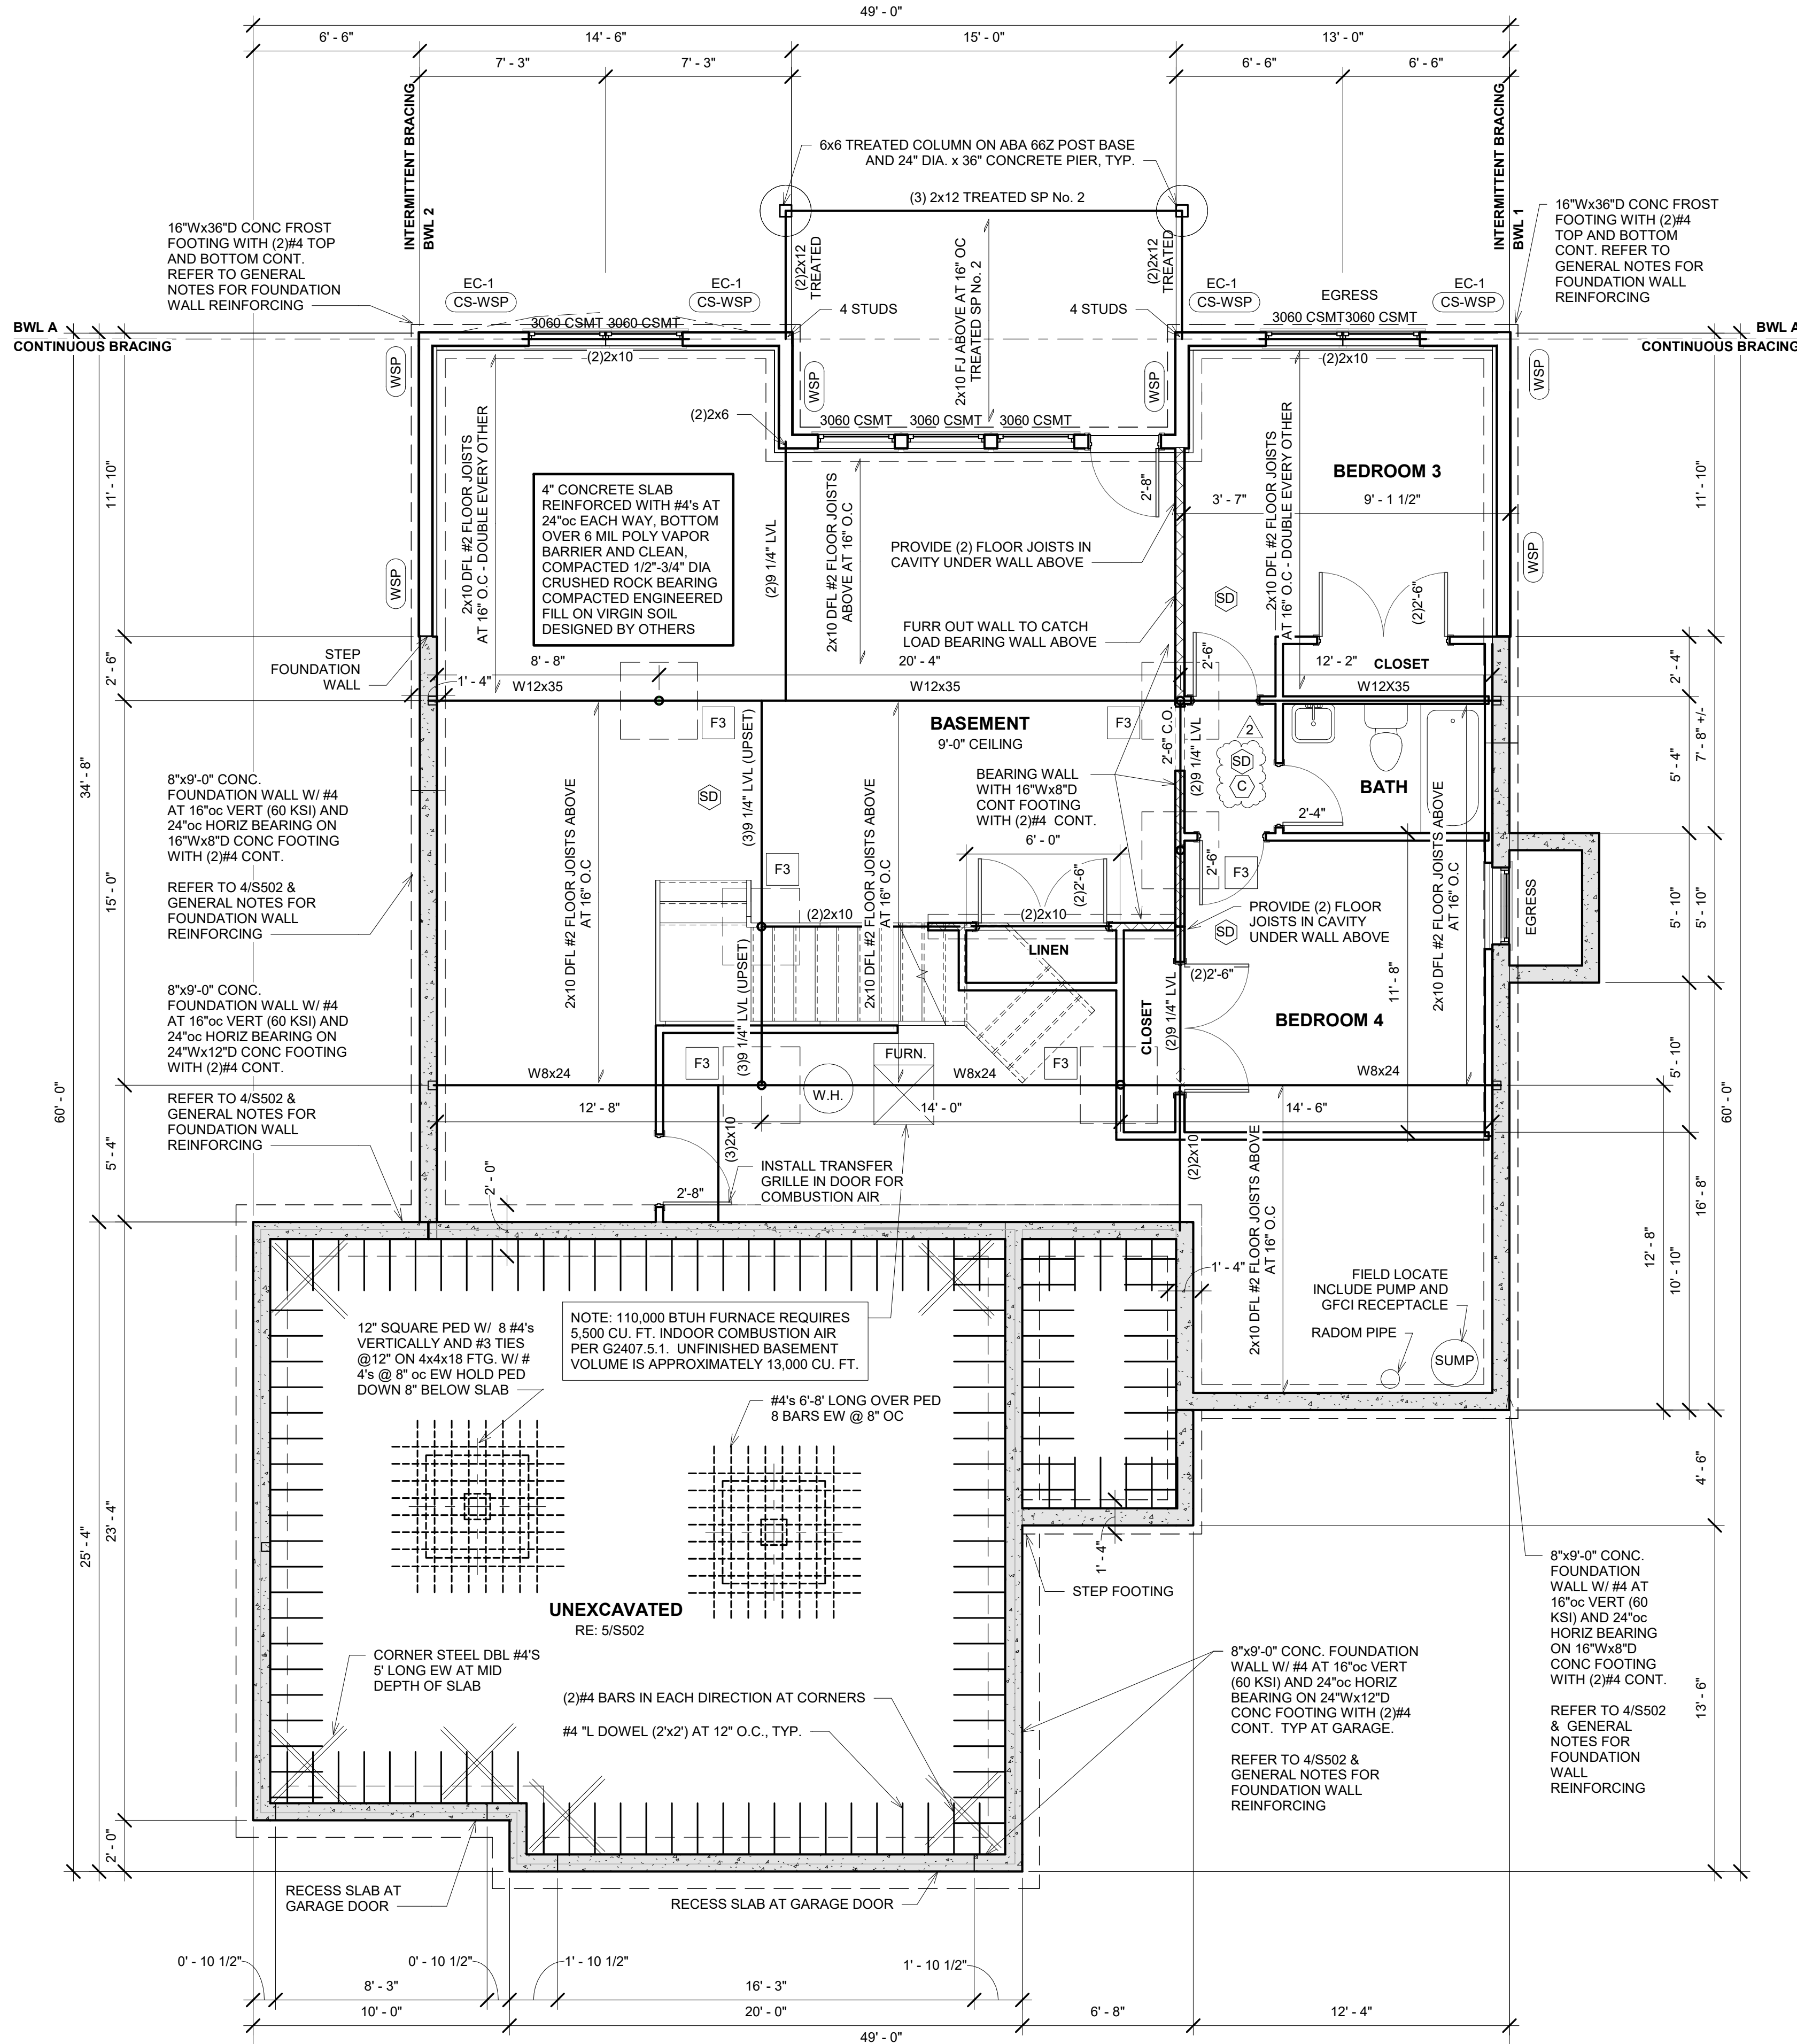 49' - 0"
6' - 6"
14' - 6"
15' - 0"
13' - 0"
7' - 3"
7' - 3"
6' - 6"
6' - 6"
INTERMITTENT BRACING
BWL 2
INTERMITTENT BRACING
BWL 1
6x6 TREATED COLUMN ON ABA 66Z POST BASE
AND 24" DIA. x 36" CONCRETE PIER, TYP.
(3) 2x12 TREATED SP No. 2
16"Wx36"D CONC FROST
FOOTING WITH (2)#4 TOP
AND BOTTOM CONT.
REFER TO GENERAL
NOTES FOR FOUNDATION
WALL REINFORCING
16"Wx36"D CONC FROST
FOOTING WITH (2)#4
TOP AND BOTTOM
CONT. REFER TO
GENERAL NOTES FOR
FOUNDATION WALL
REINFORCING
(2)2x12
TREATED
2x10 FJ ABOVE AT 16" OC
TREATED SP No. 2
(2)2x12
TREATED
EC-1
CS-WSP
EC-1
CS-WSP
EC-1
CS-WSP
EGRESS
EC-1
CS-WSP
4 STUDS
4 STUDS
3060 CSMT 3060 CSMT
3060 CSMT3060 CSMT
BWL A
CONTINUOUS BRACING
BWL A
CONTINUOUS BRACING
(2)2x10
(2)2x10
WSP
WSP
WSP
WSP
(2)2x6
3060 CSMT 3060 CSMT 3060 CSMT
2x10 DFL #2 FLOOR JOISTS
AT 16" O.C - DOUBLE EVERY OTHER
4" CONCRETE SLAB
REINFORCED WITH #4's AT
24"oc EACH WAY, BOTTOM
OVER 6 MIL POLY VAPOR
BARRIER AND CLEAN,
COMPACTED 1/2"-3/4" DIA
CRUSHED ROCK BEARING
COMPACTED ENGINEERED
FILL ON VIRGIN SOIL
DESIGNED BY OTHERS
(2)9 1/4" LVL
2x10 DFL #2 FLOOR JOISTS
ABOVE AT 16" O.C
2'-8"
BEDROOM 3
3' - 7"
9' - 1 1/2"
2x10 DFL #2 FLOOR JOISTS
AT 16" O.C - DOUBLE EVERY OTHER
PROVIDE (2) FLOOR JOISTS IN
CAVITY UNDER WALL ABOVE
11' - 10"
11' - 10"
WSP
WSP
SD
(2)2'-6"
FURR OUT WALL TO CATCH
LOAD BEARING WALL ABOVE
STEP
FOUNDATION
WALL
8' - 8"
20' - 4"
2'-6"
12' - 2"
CLOSET
1' - 4"
W12x35
W12x35
W12X35
2' - 6"
2' - 4"
F3
(3)9 1/4" LVL (UPSET)
BASEMENT
9'-0" CEILING
F3
2'-6" C.O.
(2)9 1/4" LVL
2
SD
C
BATH
2'-4"
7' - 8" +/-
5' - 4"
34' - 8"
8"x9'-0" CONC.
FOUNDATION WALL W/ #4
AT 16"oc VERT (60 KSI) AND
24"oc HORIZ BEARING ON
16"Wx8"D CONC FOOTING
WITH (2)#4 CONT.
REFER TO 4/S502 &
GENERAL NOTES FOR
FOUNDATION WALL
REINFORCING
SD
BEARING WALL
WITH 16"Wx8"D
CONT FOOTING
WITH (2)#4 CONT.
6' - 0"
(2)2'-6"
2x10 DFL #2 FLOOR JOISTS ABOVE
AT 16" O.C
2x10 DFL #2 FLOOR JOISTS ABOVE
AT 16" O.C
2x10 DFL #2 FLOOR JOISTS ABOVE
AT 16" O.C
F3
2'-6"
F3
15' - 0"
(2)2x10
(2)2x10
PROVIDE (2) FLOOR
JOISTS IN CAVITY
UNDER WALL ABOVE
SD
EGRESS
5' - 10"
5' - 10"
LINEN
(3)9 1/4" LVL (UPSET)
(2)2'-6"
11' - 8"
8"x9'-0" CONC.
FOUNDATION WALL W/ #4
AT 16"oc VERT (60 KSI) AND
24"oc HORIZ BEARING ON
24"Wx12"D CONC FOOTING
WITH (2)#4 CONT.
REFER TO 4/S502 &
GENERAL NOTES FOR
FOUNDATION WALL
REINFORCING
CLOSET
(2)9 1/4" LVL
BEDROOM 4
5' - 10"
F3
FURN.
F3
W8x24
W8x24
W8x24
W.H.
12' - 8"
14' - 0"
14' - 6"
60' - 0"
60' - 0"
5' - 4"
(3)2x10
(2)2x10
2' - 0"
2'-8"
INSTALL TRANSFER
GRILLE IN DOOR FOR
COMBUSTION AIR
2x10 DFL #2 FLOOR JOISTS ABOVE
AT 16" O.C
16' - 8"
12' - 8"
10' - 10"
1' - 4"
FIELD LOCATE
INCLUDE PUMP AND
GFCI RECEPTACLE
RADOM PIPE
SUMP
12" SQUARE PED W/ 8 #4's
VERTICALLY AND #3 TIES
@12" ON 4x4x18 FTG. W/ #
4's @ 8" oc EW HOLD PED
DOWN 8" BELOW SLAB
NOTE: 110,000 BTUH FURNACE REQUIRES
5,500 CU. FT. INDOOR COMBUSTION AIR
PER G2407.5.1. UNFINISHED BASEMENT
VOLUME IS APPROXIMATELY 13,000 CU. FT.
#4's 6'-8' LONG OVER PED
8 BARS EW @ 8" OC
4' - 6"
25' - 4"
23' - 4"
1' - 4"
STEP FOOTING
UNEXCAVATED
RE: 5/S502
8"x9'-0" CONC.
FOUNDATION
WALL W/ #4 AT
16"oc VERT (60
KSI) AND 24"oc
HORIZ BEARING
ON 16"Wx8"D
CONC FOOTING
WITH (2)#4 CONT.
REFER TO 4/S502
& GENERAL
NOTES FOR
FOUNDATION
WALL
REINFORCING
13' - 6"
CORNER STEEL DBL #4'S
5' LONG EW AT MID
DEPTH OF SLAB
(2)#4 BARS IN EACH DIRECTION AT CORNERS
#4 "L DOWEL (2'x2') AT 12" O.C., TYP.
8"x9'-0" CONC. FOUNDATION
WALL W/ #4 AT 16"oc VERT
(60 KSI) AND 24"oc HORIZ
BEARING ON 24"Wx12"D
CONC FOOTING WITH (2)#4
CONT. TYP AT GARAGE.
REFER TO 4/S502 &
GENERAL NOTES FOR
FOUNDATION WALL
REINFORCING
2' - 0"
RECESS SLAB AT
GARAGE DOOR
RECESS SLAB AT GARAGE DOOR
0' - 10 1/2"
0' - 10 1/2"
1' - 10 1/2"
1' - 10 1/2"
8' - 3"
16' - 3"
10' - 0"
20' - 0"
6' - 8"
12' - 4"
49' - 0"